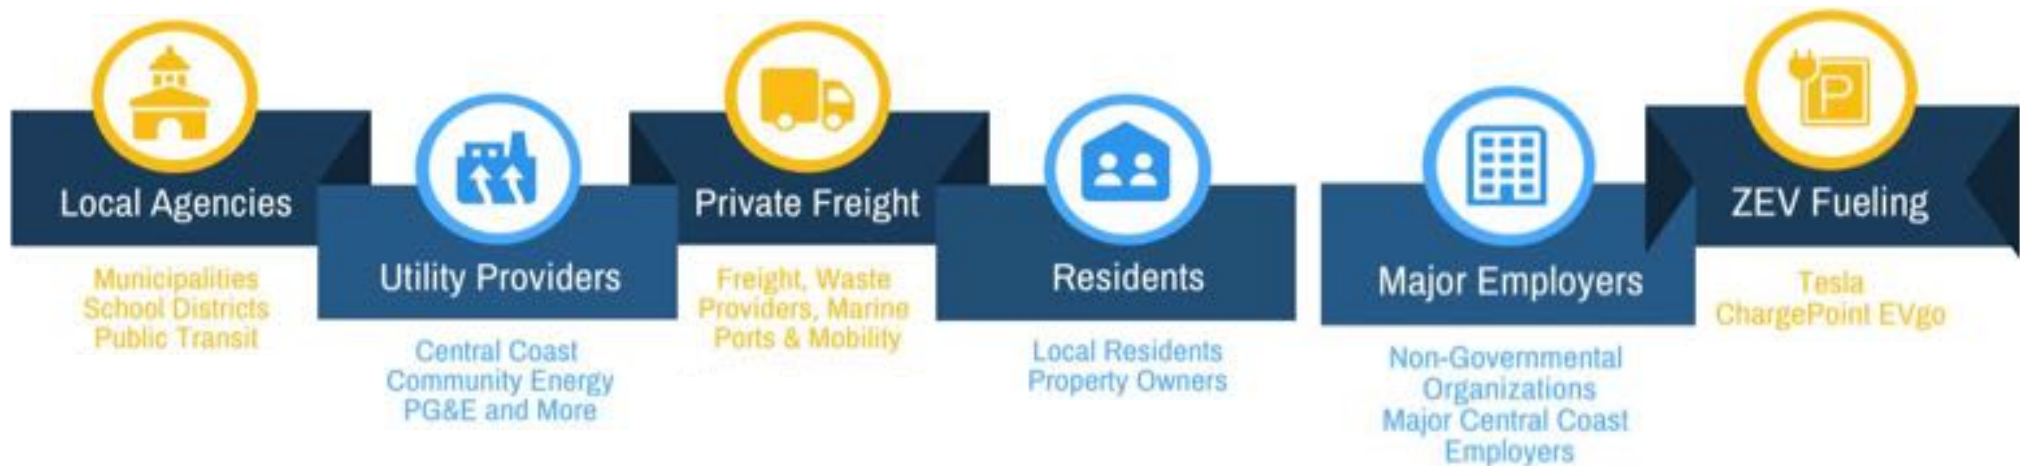 P
Local Agencies
Municipalities
School Districts
Public Transit
Utility Providers
Central Coast
Community Energy
PG&E and More
Private Freight
Freight, Waste
Providers, Marine
Ports & Mobility
Residents
Local Residents
Property Owners
Major Employers
Non-Governmental
Organizations
Major Central Coast
Employers
ZEV Fueling
Tesla
ChargePoint EVgo